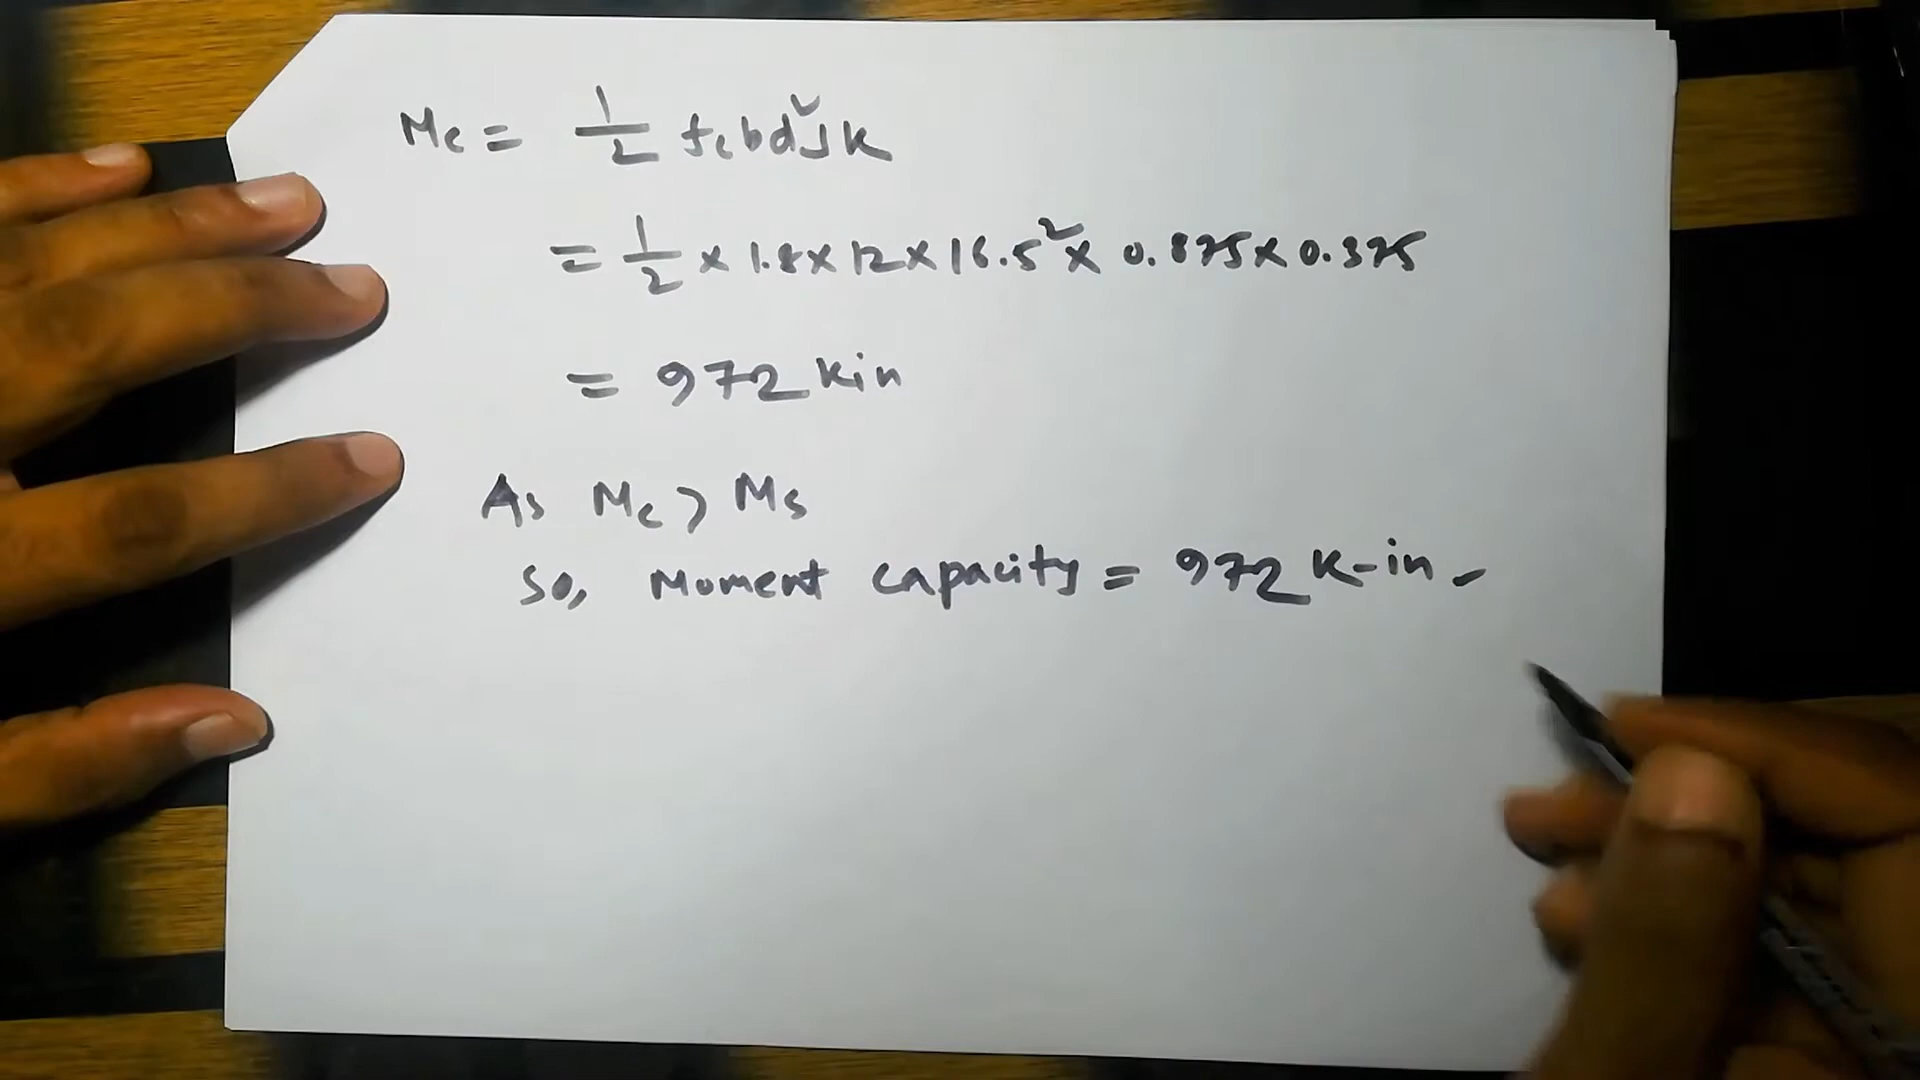 Mc = 1/2 fcbd²jk
= 1/2 × 1.8 × 12 × 16.5² × 0.875 × 0.375
= 972 kin
As Mc > Ms
So, Moment capacity = 972 k-in